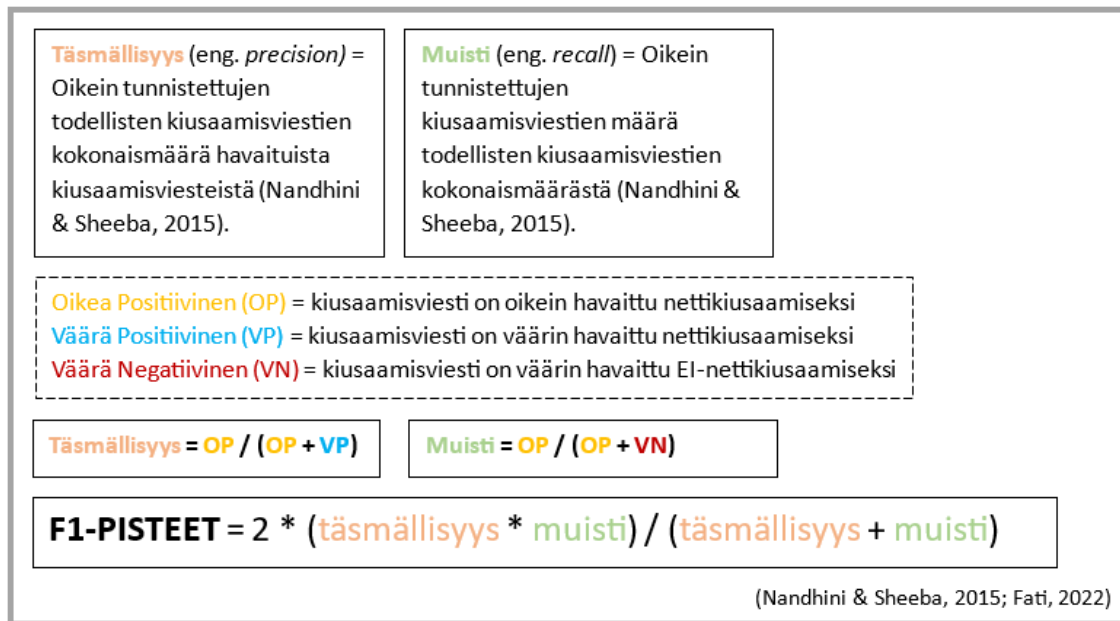 Täsmällisyys (eng. precision) =
Oikein tunnistettujen
todellisten kiusaamisviestien
kokonaismäärä havaituista
kiusaamisviesteistä (Nandhini
& Sheeba, 2015).
Muisti (eng. recall) = Oikein
tunnistettujen
kiusaamisviestien määrä
todellisten kiusaamisviestien
kokonaismäärästä (Nandhini &
Sheeba, 2015).
Oikea Positiivinen (OP) = kiusaamisviesti on oikein havaittu nettikiusaamiseksi
Väärä Positiivinen (VP) = kiusaamisviesti on väärin havaittu nettikiusaamiseksi
Väärä Negatiivinen (VN) = kiusaamisviesti on väärin havaittu EI-nettikiusaamiseksi
Täsmällisyys = OP / (OP + VP)
Muisti = OP / (OP + VN)
F1-PISTEET = 2 * (täsmällisyys * muisti) / (täsmällisyys + muisti)
(Nandhini & Sheeba, 2015; Fati, 2022)